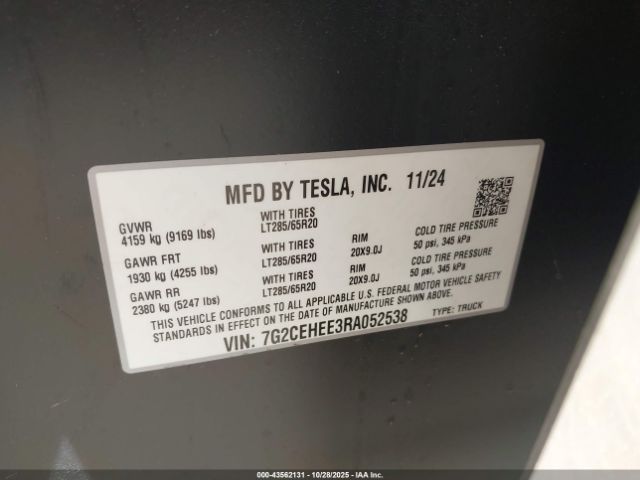 MFD BY TESLA, INC. 11/24
GVWR
4159 kg (9169 lbs)
WITH TIRES
LT285/65R20
GAWR FRT
1930 kg (4255 lbs)
WITH TIRES
LT285/65R20
RIM
20X9.0J
COLD TIRE PRESSURE
50 psi, 345 kPa
GAWR RR
2380 kg (5247 lbs)
WITH TIRES
LT285/65R20
RIM
20X9.0J
COLD TIRE PRESSURE
50 psi, 345 kPa
THIS VEHICLE CONFORMS TO ALL APPLICABLE U.S. FEDERAL MOTOR VEHICLE SAFETY
STANDARDS IN EFFECT ON THE DATE OF MANUFACTURE SHOWN ABOVE.
VIN: 7G2CEHEE3RA052538
TYPE: TRUCK
000-43562131 - 10/28/2025 - IAA Inc.